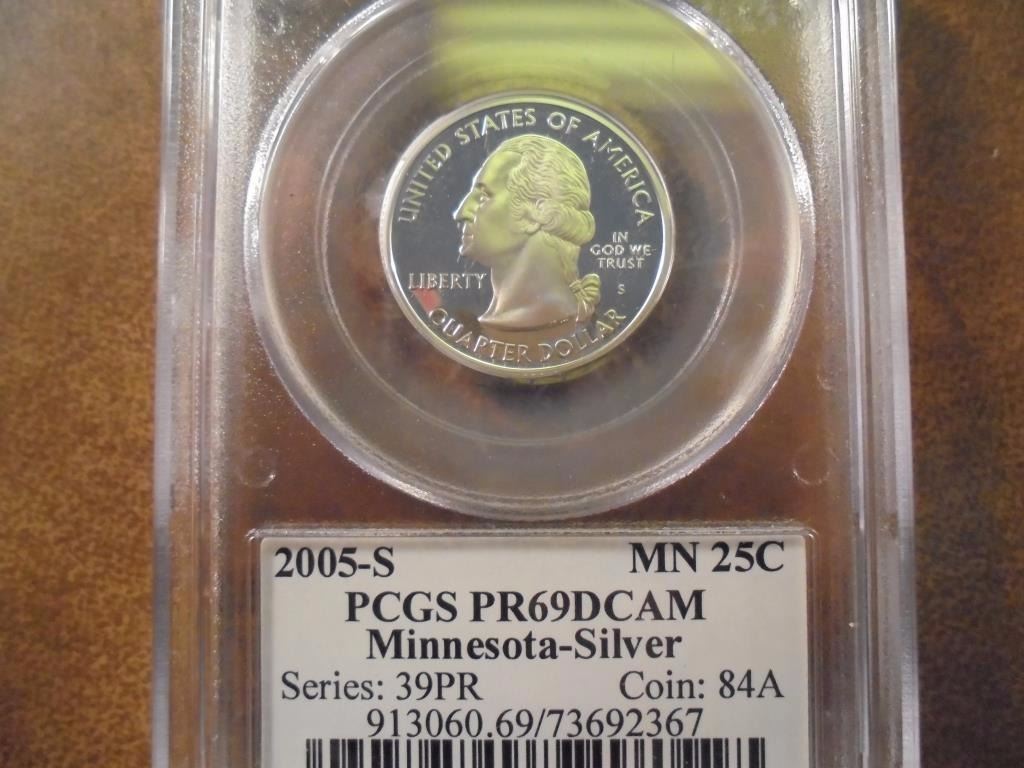 UNITED STATES OF AMERICA
IN
GOD WE
TRUST
LIBERTY
S
QUARTER DOLLAR
2005-S MN 25C
PCGS PR69DCAM
Minnesota-Silver
Series: 39PR Coin: 84A
913060.69/73692367